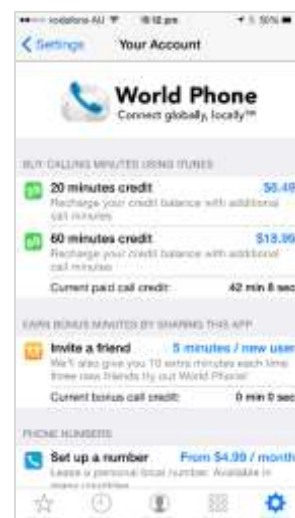 vodafone AU 50%
Settings Your Account
World Phone
Connect globally, locally™
BUY CALLING MINUTES USING ITUNES
20 minutes credit $6.49
Recharge your credit balance with additional
call minutes
60 minutes credit
Recharge your credit balance with additional
call minutes
Current paid call credit: 42 min 8 sec
EARN BONUS MINUTES BY SHARING THIS APP
Invite a friend 5 minutes / new user
We'll also give you 10 extra minutes each time
three new friends try out World Phone!
Current bonus call credit: 0 min 0 sec
PHONE NUMBERS
Set up a number From $4.99 / month
Lease a personal local number. Available in
many countries